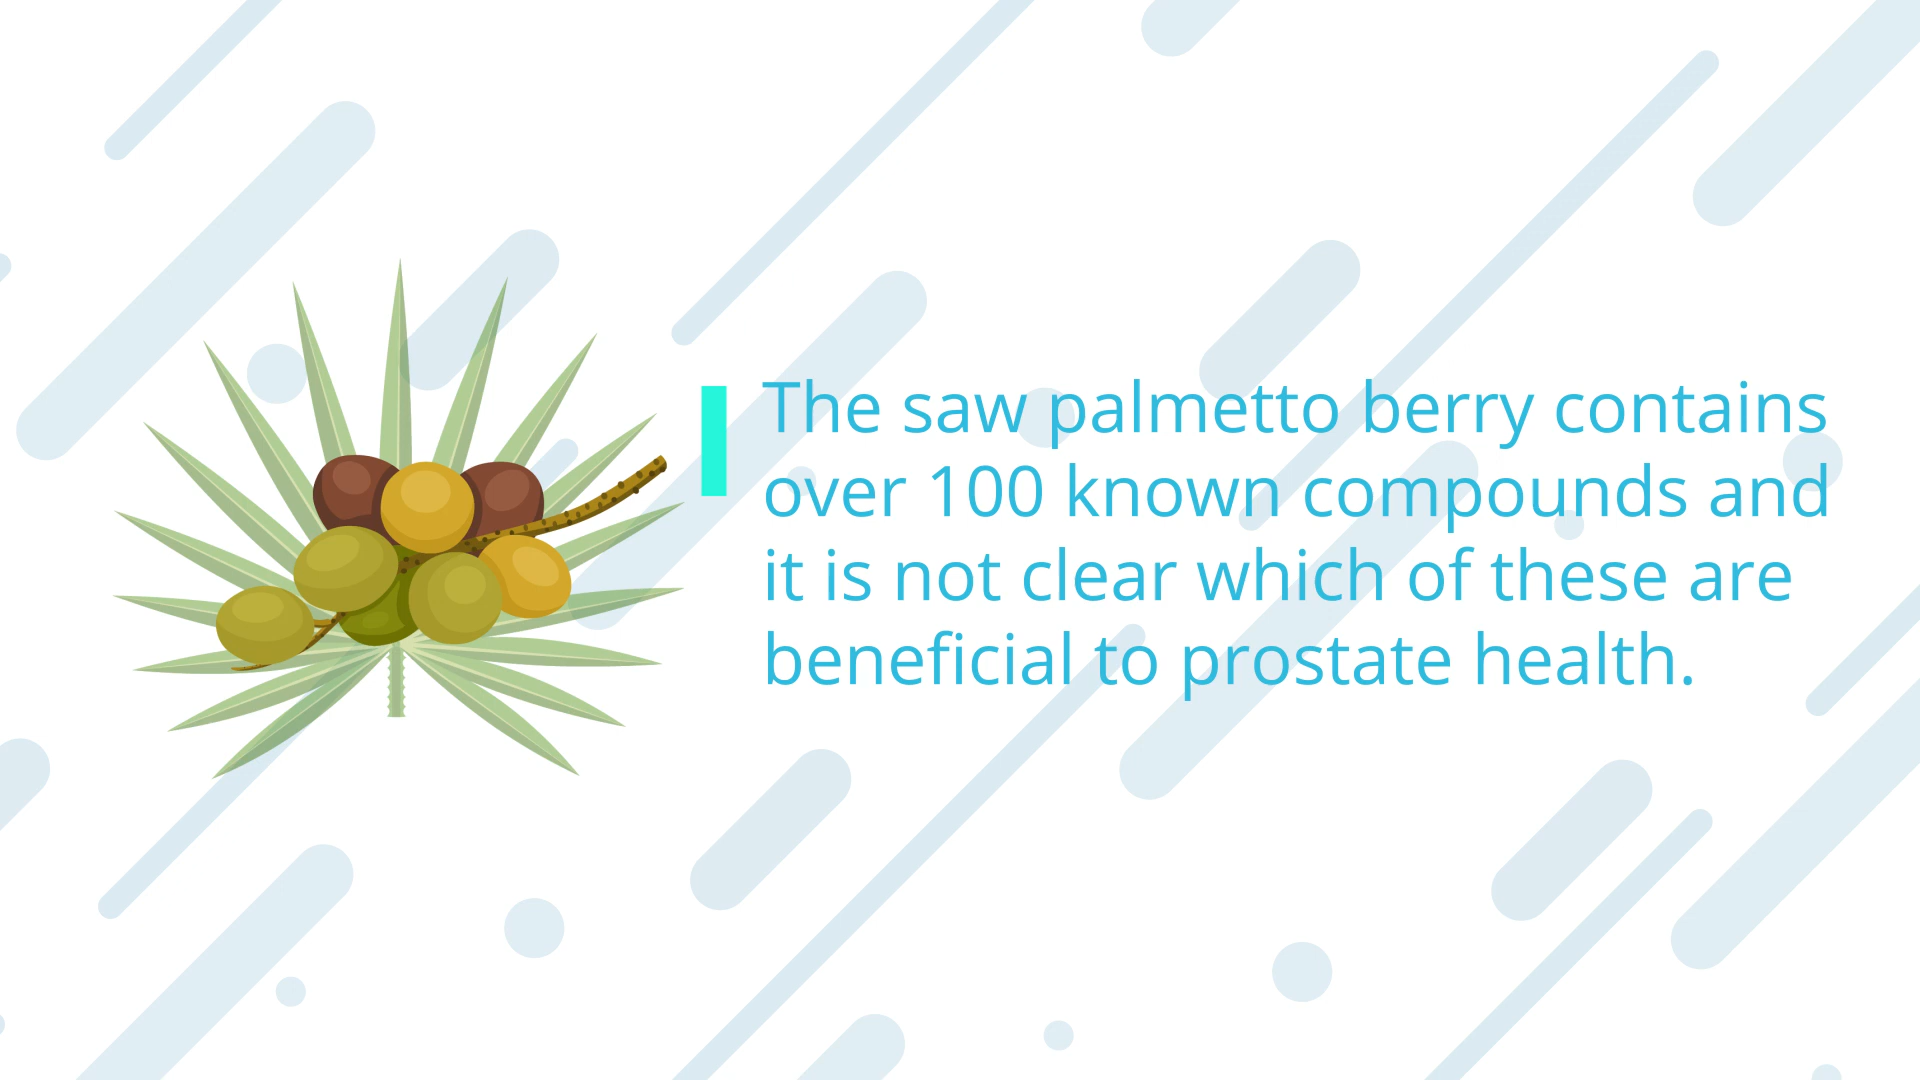 The saw palmetto berry contains
over 100 known compounds and
it is not clear which of these are
beneficial to prostate health.